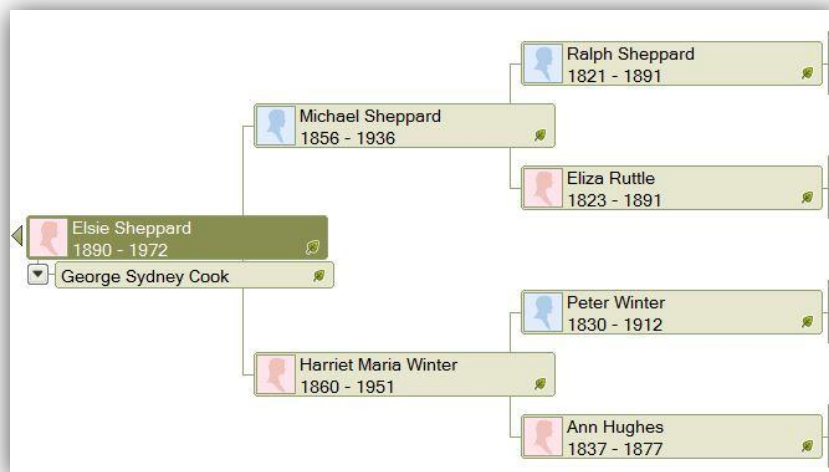 Ralph Sheppard
1821 - 1891
Michael Sheppard
1856 - 1936
Eliza Ruttle
1823 - 1891
Elsie Sheppard
1890 - 1972
George Sydney Cook
Peter Winter
1830 - 1912
Harriet Maria Winter
1860 - 1951
Ann Hughes
1837 - 1877